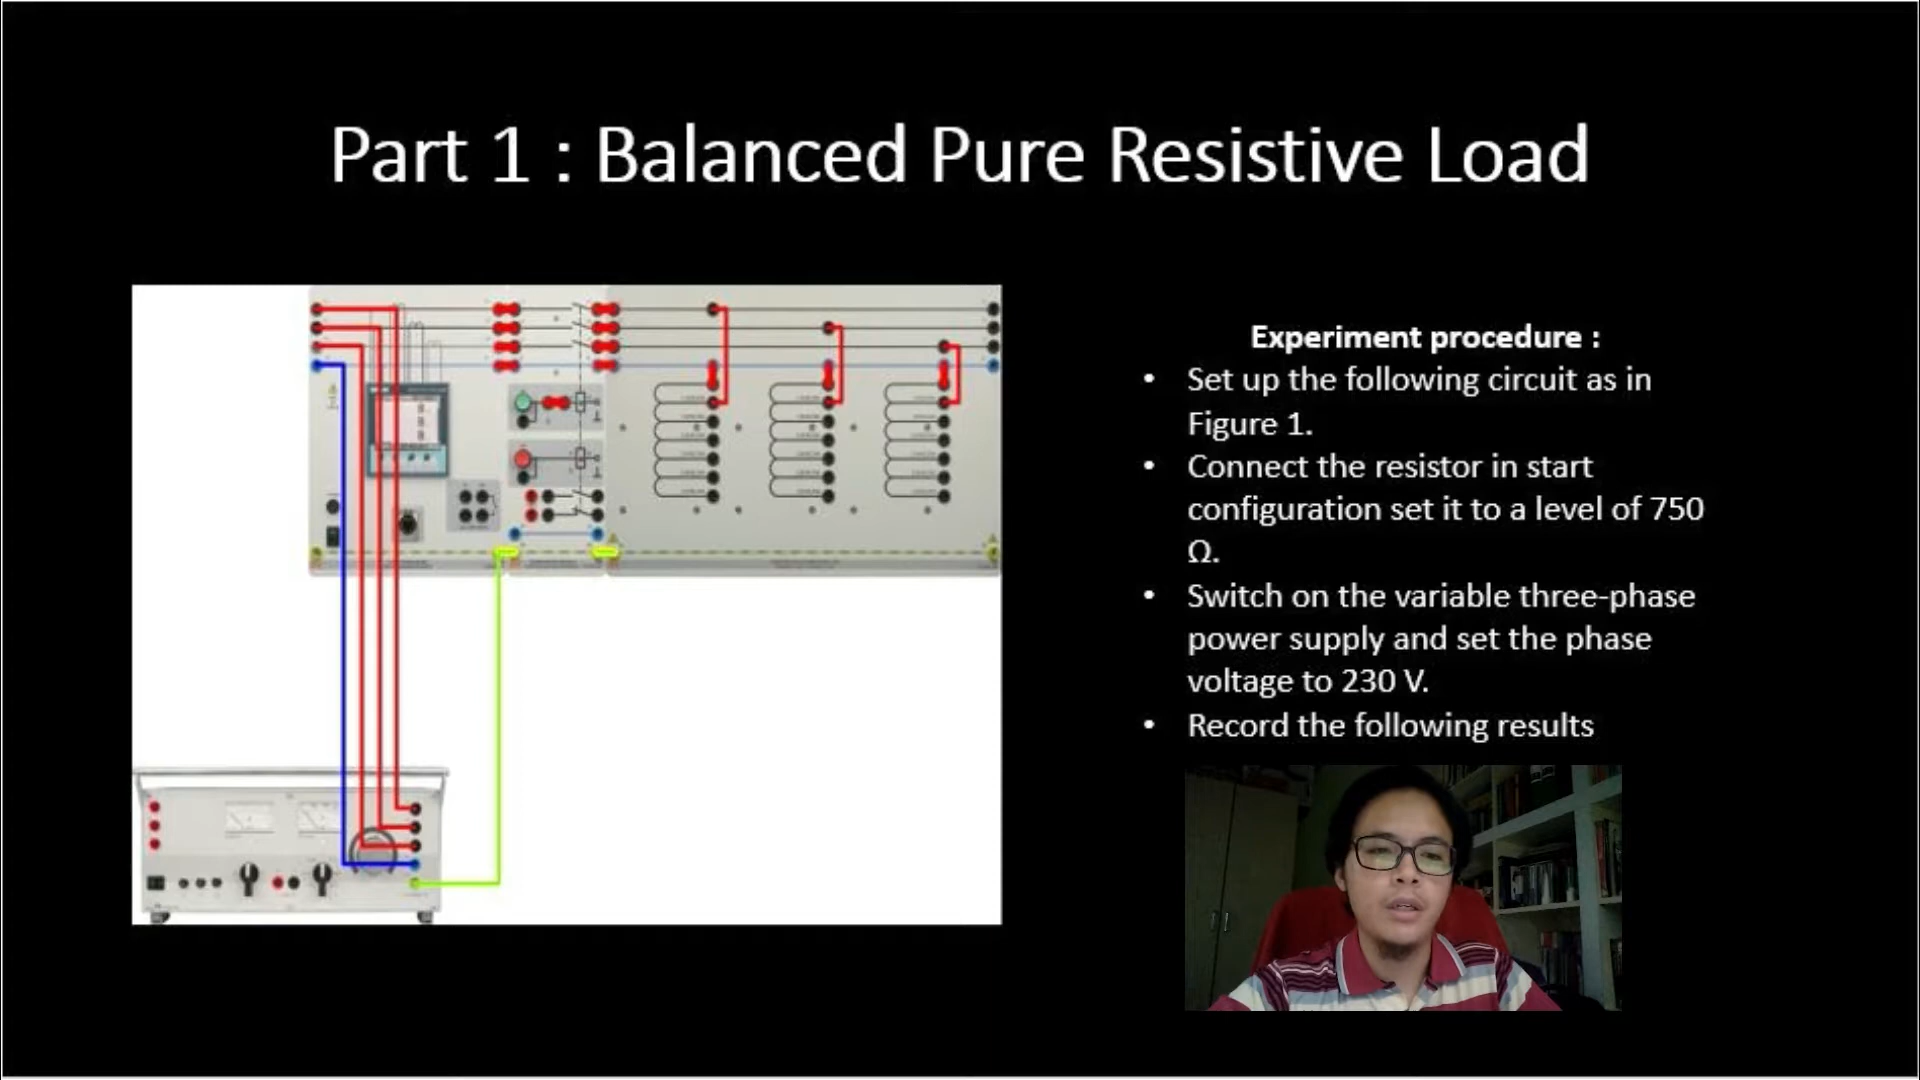 Part 1 : Balanced Pure Resistive Load
Experiment procedure :
• Set up the following circuit as in
Figure 1.
• Connect the resistor in start
configuration set it to a level of 750
Ω.
• Switch on the variable three-phase
power supply and set the phase
voltage to 230 V.
• Record the following results